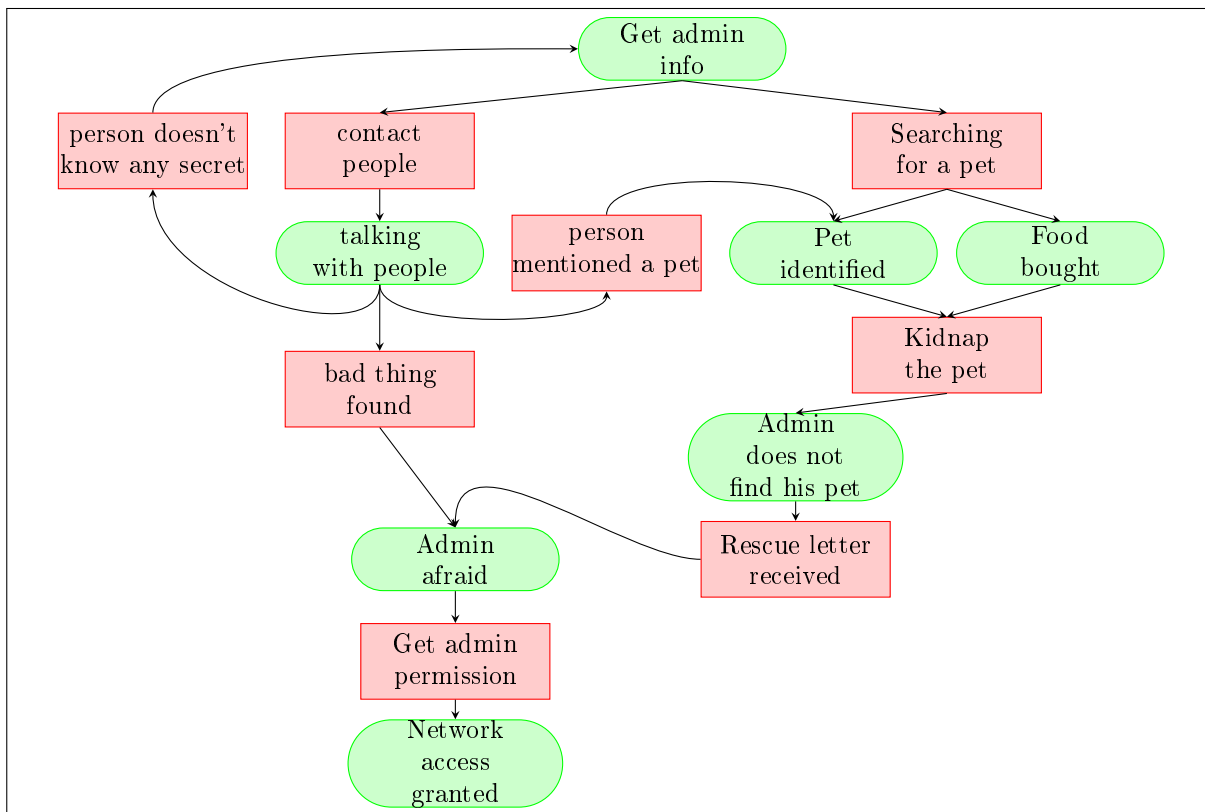 Get admin
info
person doesn't
know any secret
contact
people
Searching
for a pet
talking
with people
person
mentioned a pet
Pet
identified
Food
bought
Kidnap
the pet
bad thing
found
Admin
does not
find his pet
Admin
afraid
Rescue letter
received
Get admin
permission
Network
access
granted